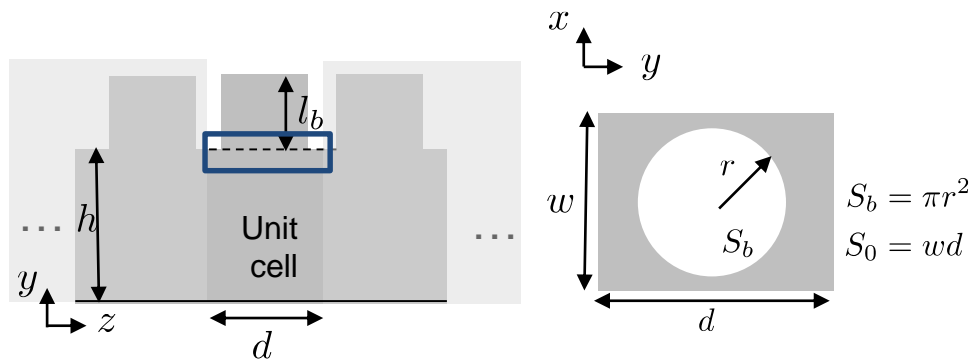 l_b
h
Unit
cell
...
...
y
z
d
x
y
w
r
S_b
d
S_b = πr²
S_0 = wd